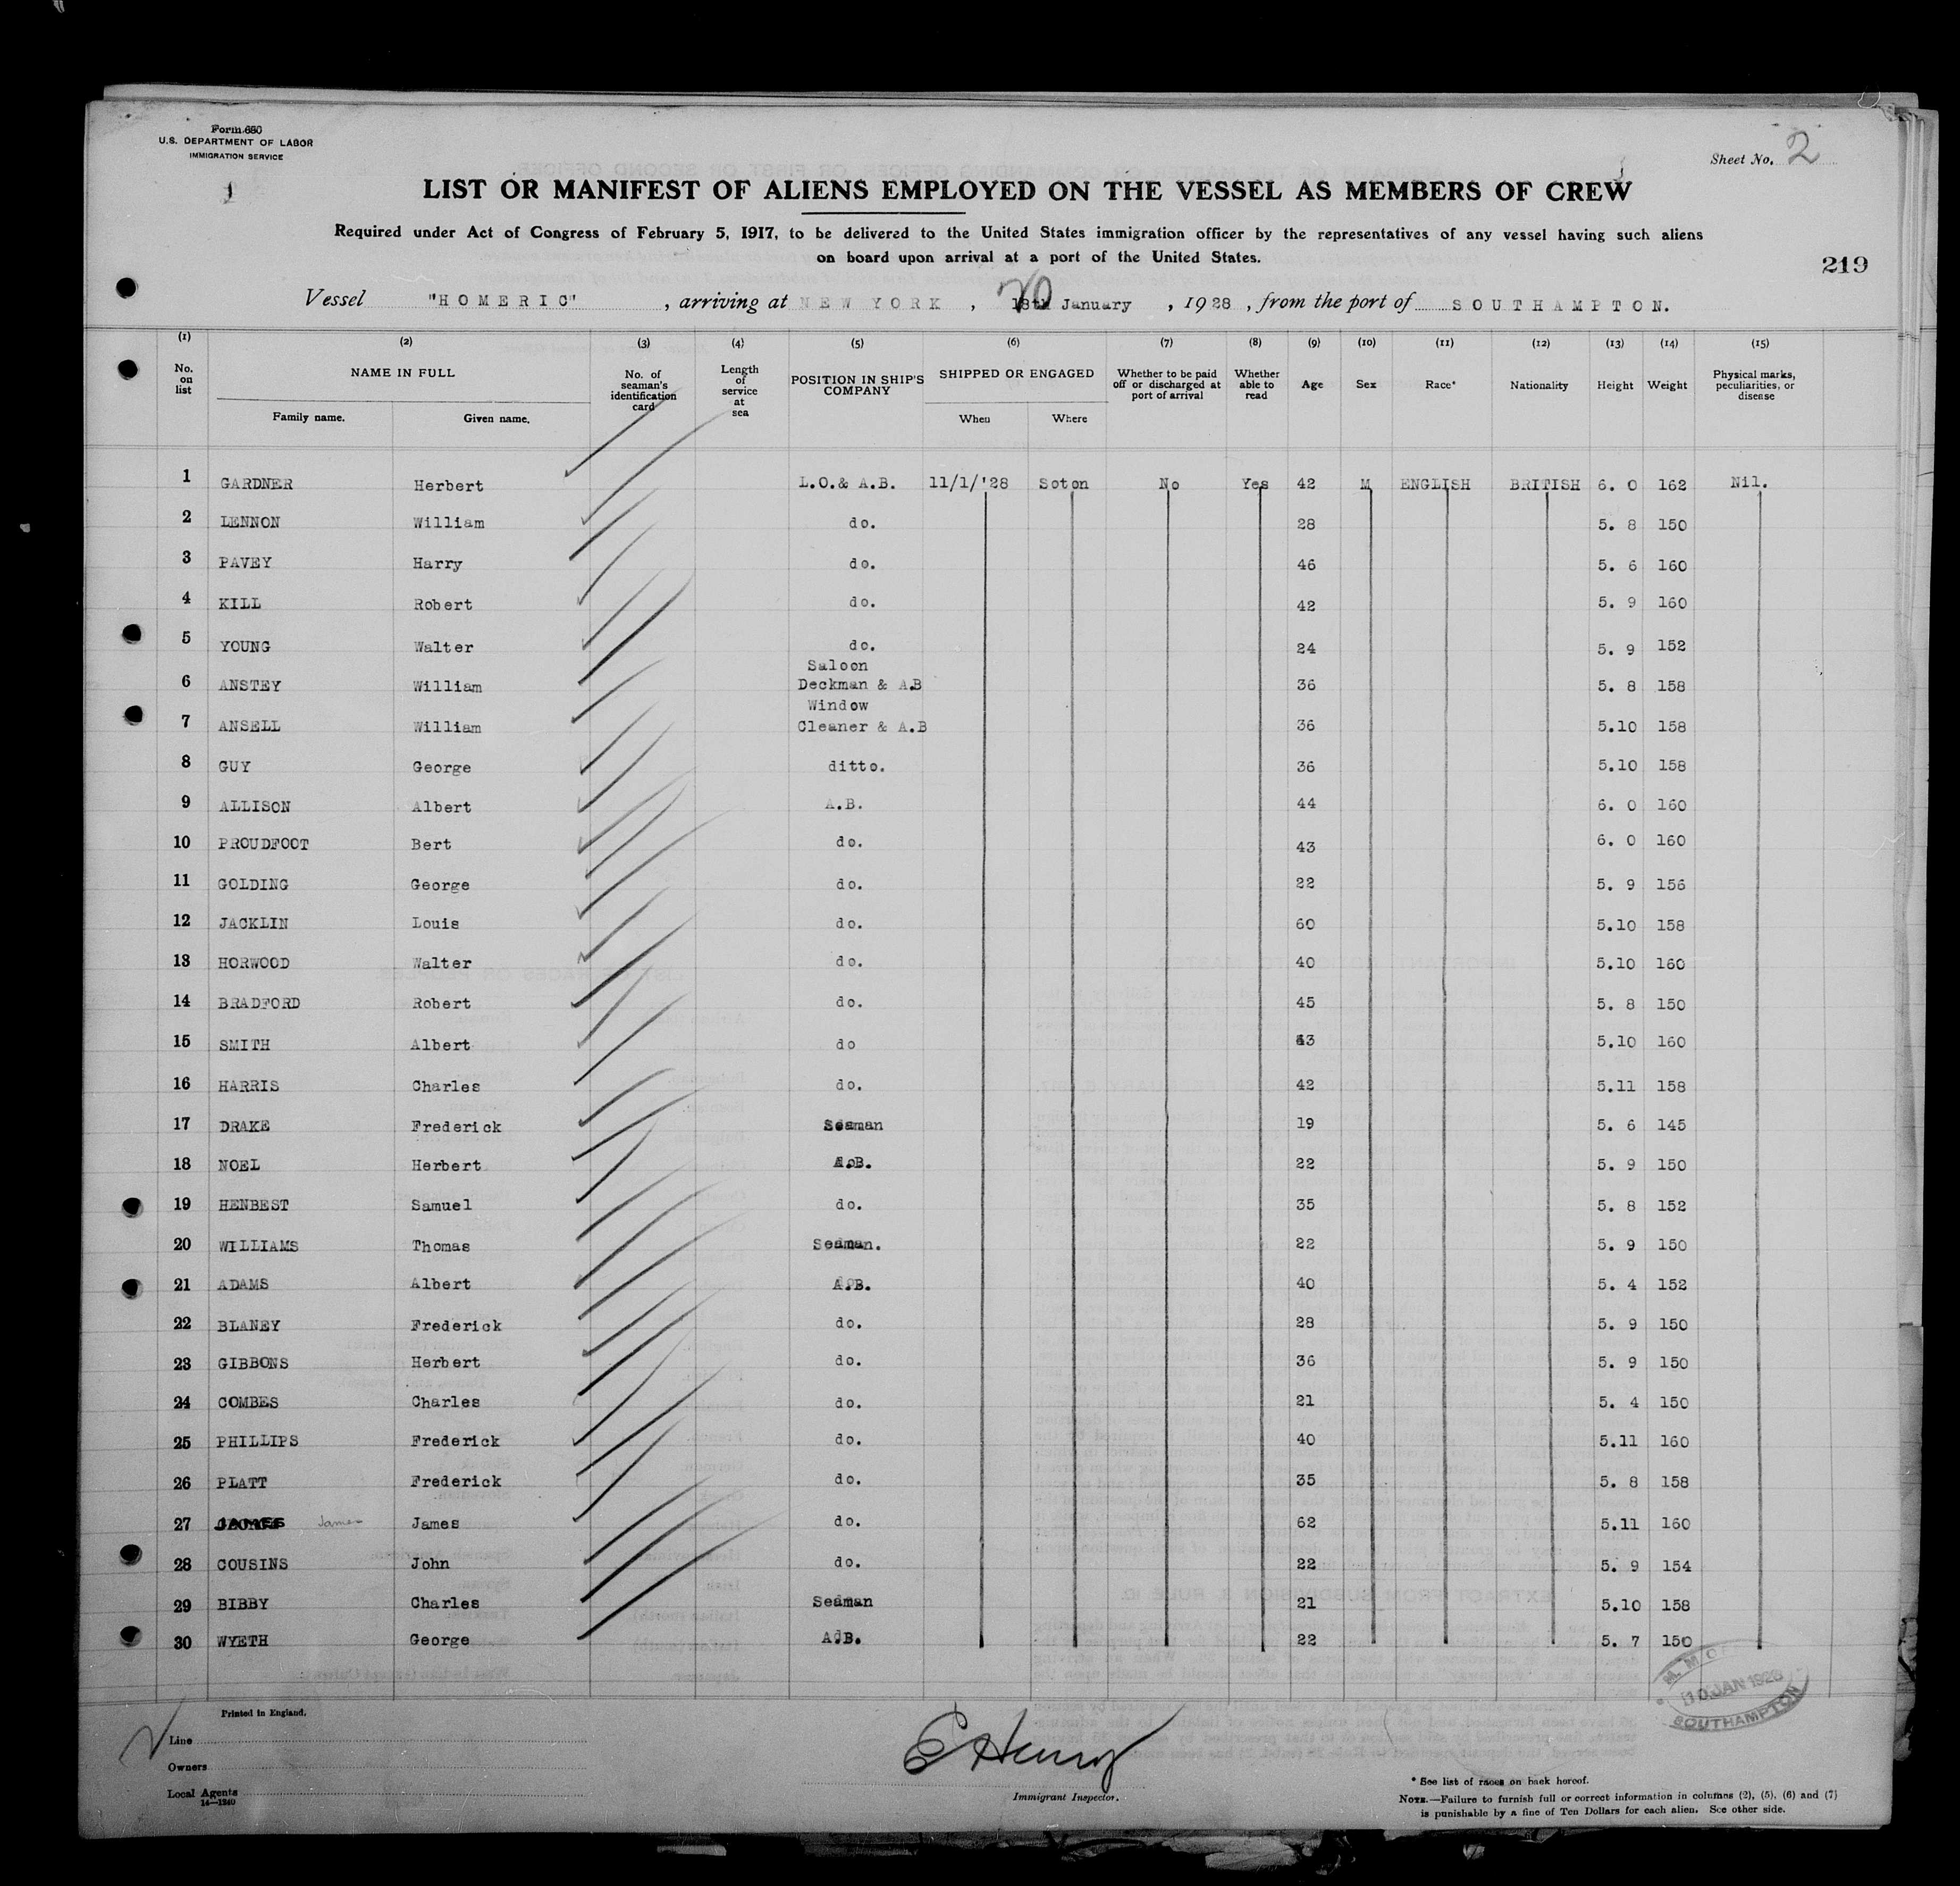 Form 680
U.S. DEPARTMENT OF LABOR
IMMIGRATION SERVICE
1
Sheet No. 2
LIST OR MANIFEST OF ALIENS EMPLOYED ON THE VESSEL AS MEMBERS OF CREW
Required under Act of Congress of February 5, 1917, to be delivered to the United States immigration officer by the representatives of any vessel having such aliens
on board upon arrival at a port of the United States.
219
Vessel "HOMERIC", arriving at NEW YORK, 18th 20 January, 1928, from the port of SOUTHAMPTON.
(1) (2) (3) (4) (5) (6) (7) (8) (9) (10) (11) (12) (13) (14) (15)
No. on list NAME IN FULL Family name. Given name. No. of seaman's identification card Length of service at sea POSITION IN SHIP'S COMPANY SHIPPED OR ENGAGED When Where Whether to be paid off or discharged at port of arrival Whether able to read Age Sex Race* Nationality Height Weight Physical marks, peculiarities, or disease
1 GARDNER Herbert L.O.& A.B. 11/1/'28 Soton No Yes 42 M ENGLISH BRITISH 6. 0 162 Nil.
2 LENNON William do. 28 5. 8 150
3 PAVEY Harry do. 46 5. 6 160
4 KILL Robert do. 42 5. 9 160
5 YOUNG Walter do. 24 5. 9 152
6 ANSTEY William Saloon Deckman & A.B 36 5. 8 158
7 ANSELL William Window Cleaner & A.B 36 5.10 158
8 GUY George ditto. 36 5.10 158
9 ALLISON Albert A.B. 44 6. 0 160
10 PROUDFOOT Bert do. 43 6. 0 160
11 GOLDING George do. 22 5. 9 156
12 JACKLIN Louis do. 60 5.10 158
13 HORWOOD Walter do. 40 5.10 160
14 BRADFORD Robert do. 45 5. 8 150
15 SMITH Albert do 5.10 160
16 HARRIS Charles do. 42 5.11 158
17 DRAKE Frederick Seaman 19 5. 6 145
18 NOEL Herbert A.B. 22 5. 9 150
19 HENBEST Samuel do. 35 5. 8 152
20 WILLIAMS Thomas Seaman. 22 5. 9 150
21 ADAMS Albert A.B. 40 5. 4 152
22 BLANEY Frederick do. 28 5. 9 150
23 GIBBONS Herbert do. 36 5. 9 150
24 COMBES Charles do. 21 5. 4 150
25 PHILLIPS Frederick do. 40 5.11 160
26 PLATT Frederick do. 35 5. 8 158
27 JAMES James James do. 62 5.11 160
28 COUSINS John do. 22 5. 9 154
29 BIBBY Charles Seaman 21 5.10 158
30 WYETH George A.B. 22 5. 7 150
Printed in England.
Line
Owners
Local Agents
14—1240
E Henry
Immigrant Inspector.
10 JAN 1928
SOUTHAMPTON
* See list of races on back hereof.
NOTE.—Failure to furnish full or correct information in columns (2), (5), (6) and (7)
is punishable by a fine of Ten Dollars for each alien. See other side.